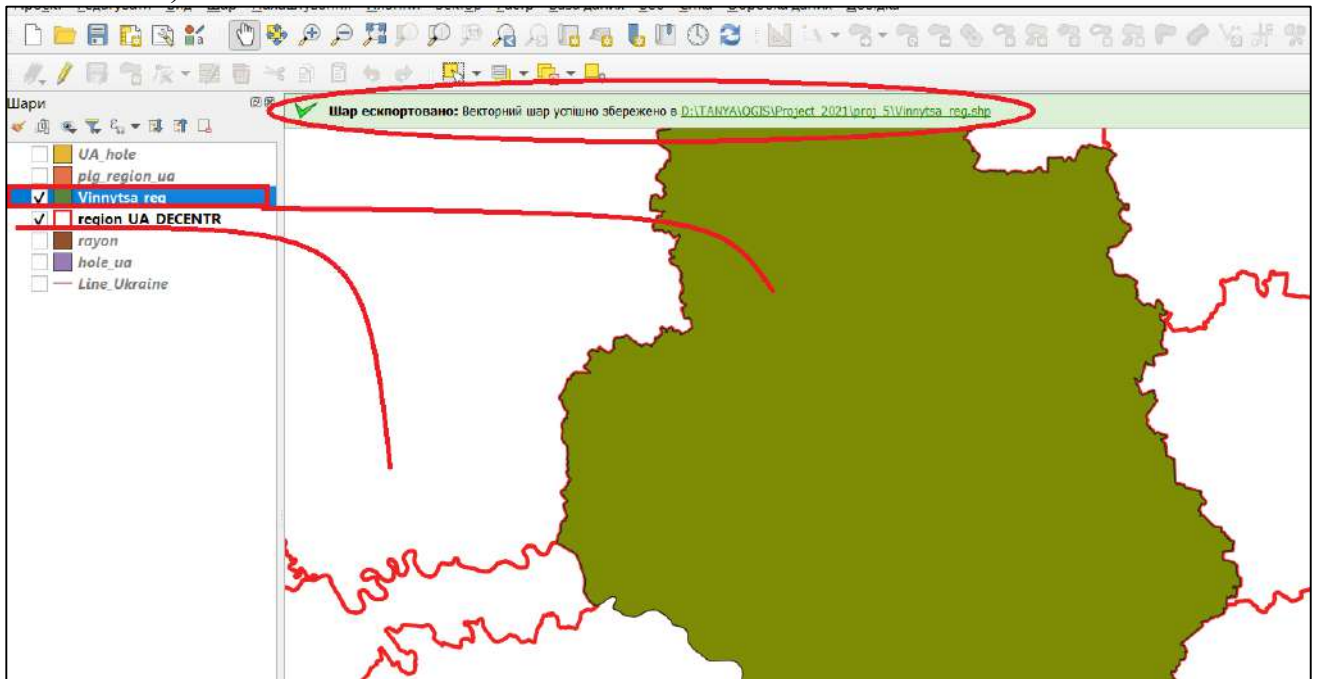 Шари
Шар ескпортовано: Векторний шар успішно збережено в D:\TANYA\QGIS\Project_2021\proj_5\Vinnytsa_reg.shp
UA_hole
plg_region_ua
Vinnytsa_reg
region_UA_DECENTR
rayon
hole_ua
Line_Ukraine